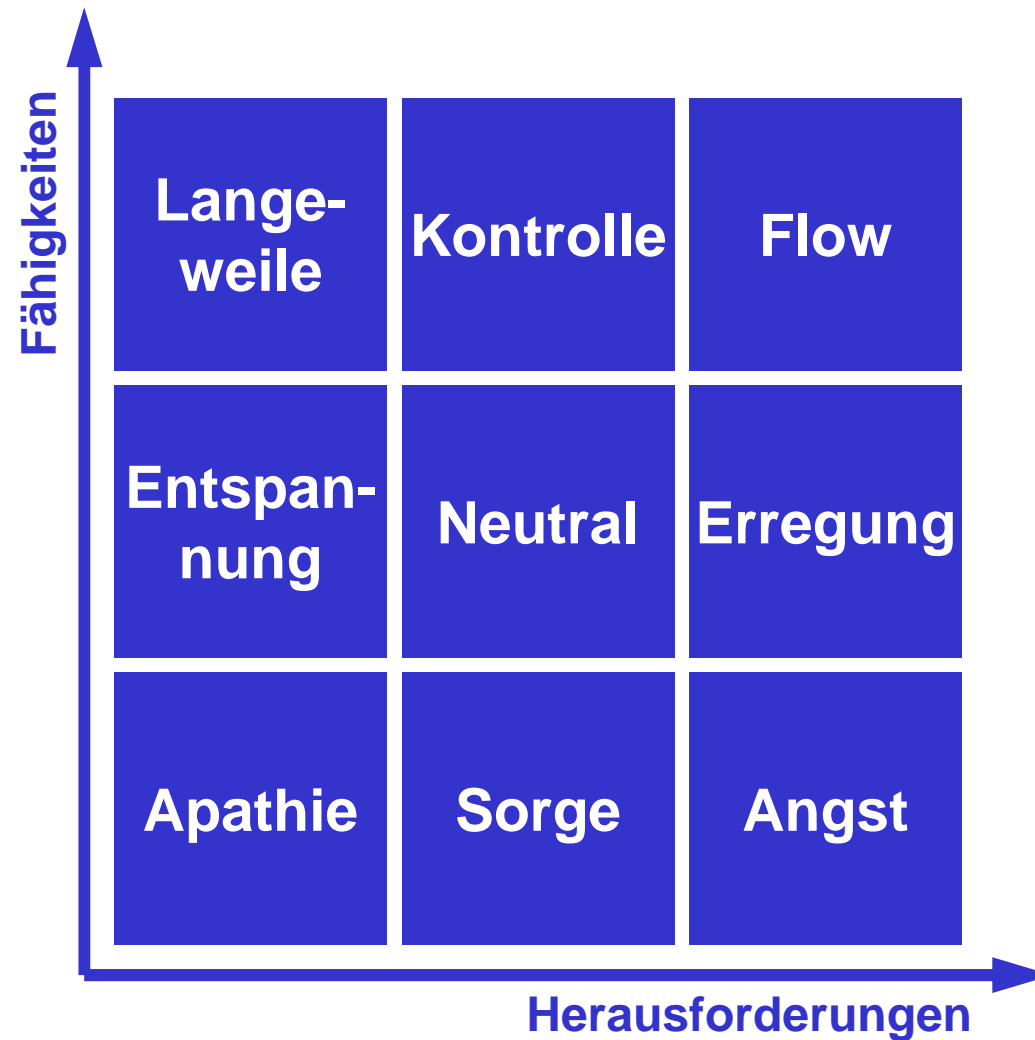 Fähigkeiten
Lange-
weile
Kontrolle
Flow
Entspan-
nung
Neutral
Erregung
Apathie
Sorge
Angst
Herausforderungen